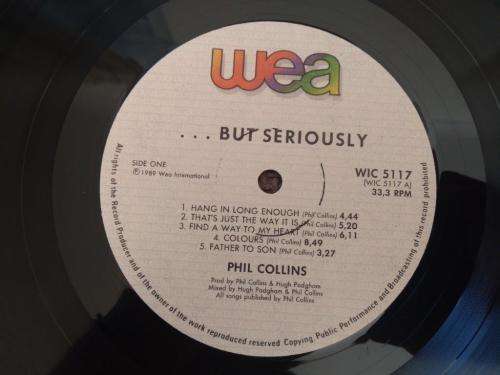 wea
... BUT SERIOUSLY
SIDE ONE
℗ 1989 Wea International
WIC 5117
(WIC 5117 A)
33,3 RPM
1. HANG IN LONG ENOUGH (Phil Collins) 4,44
2. THAT'S JUST THE WAY IT IS (Phil Collins) 5,20
3. FIND A WAY TO MY HEART (Phil Collins) 6,11
4. COLOURS (Phil Collins) 8,49
5. FATHER TO SON (Phil Collins) 3,27
PHIL COLLINS
Prod by Phil Collins & Hugh Padgham
Mixed by Hugh Padgham & Phil Collins
All songs published by Phil Collins
All rights of the Record Producer and of the owner of the work reproduced reserved Copying, Public Performance and Broadcasting of this record prohibited